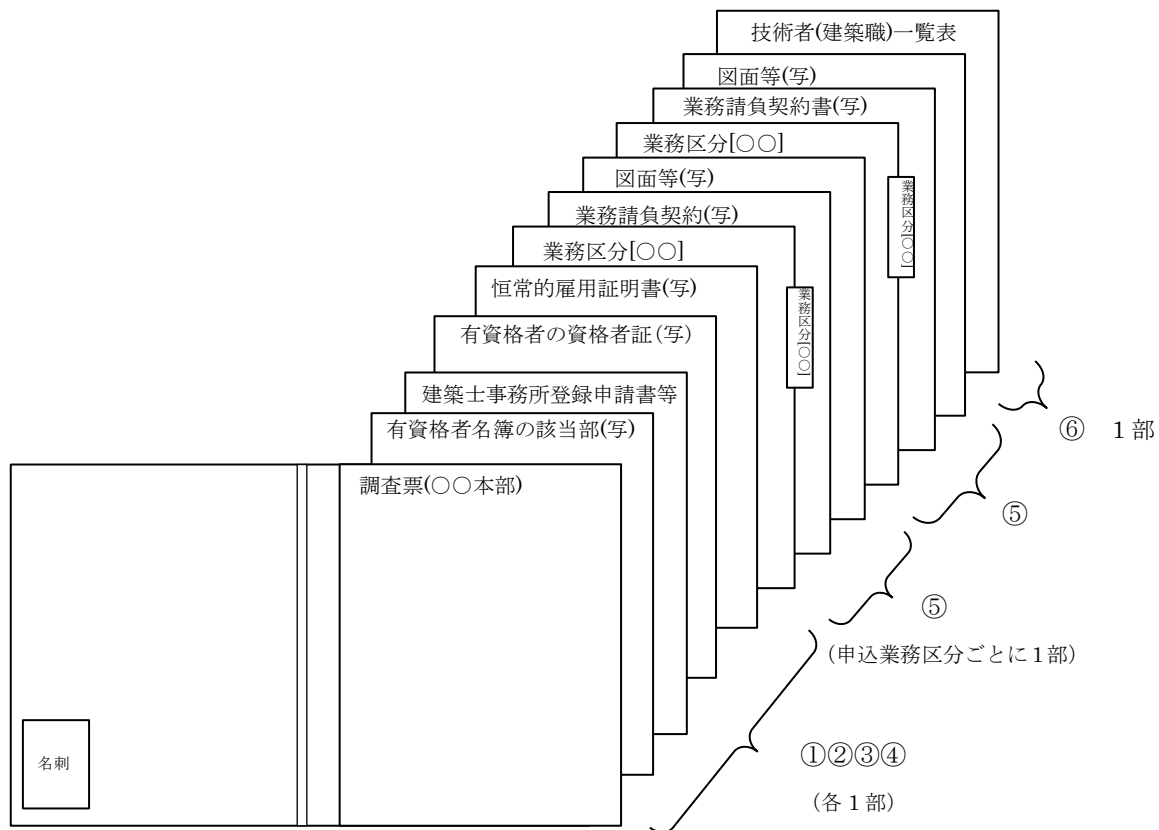 技術者(建築職)一覧表
図面等(写)
業務請負契約書(写)
業務区分[○○]
図面等(写)
業務区分[○○]
業務請負契約(写)
業務区分[○○]
恒常的雇用証明書(写)
業務区分[○○]
有資格者の資格者証(写)
建築士事務所登録申請書等
有資格者名簿の該当部(写)
調査票(○○本部)
⑥ 1部
⑤
⑤
(申込業務区分ごとに1部)
名刺
①②③④
(各1部)